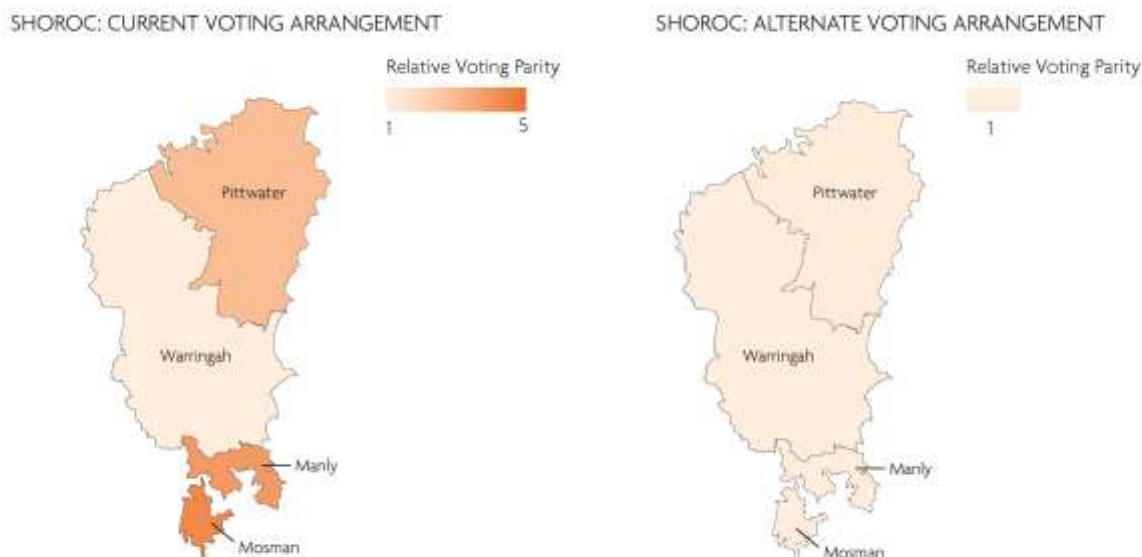 SHOROC: CURRENT VOTING ARRANGEMENT
Relative Voting Parity
1 5
Pittwater
Warringah
Manly
Mosman
SHOROC: ALTERNATE VOTING ARRANGEMENT
Relative Voting Parity
1
Pittwater
Warringah
Manly
Mosman